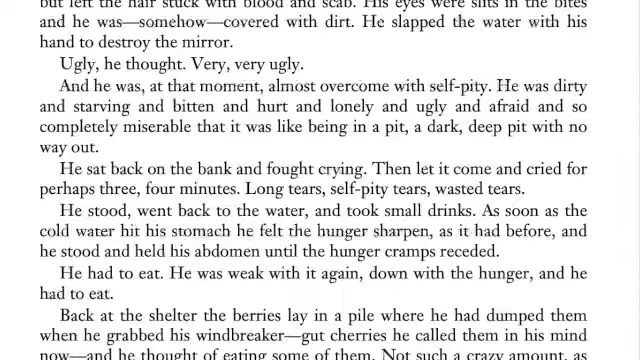 but left the hair stuck with blood and scab. His eyes were slits in the bites
and he was—somehow—covered with dirt. He slapped the water with his
hand to destroy the mirror.
Ugly, he thought. Very, very ugly.
And he was, at that moment, almost overcome with self-pity. He was dirty
and starving and bitten and hurt and lonely and ugly and afraid and so
completely miserable that it was like being in a pit, a dark, deep pit with no
way out.
He sat back on the bank and fought crying. Then let it come and cried for
perhaps three, four minutes. Long tears, self-pity tears, wasted tears.
He stood, went back to the water, and took small drinks. As soon as the
cold water hit his stomach he felt the hunger sharpen, as it had before, and
he stood and held his abdomen until the hunger cramps receded.
He had to eat. He was weak with it again, down with the hunger, and he
had to eat.
Back at the shelter the berries lay in a pile where he had dumped them
when he grabbed his windbreaker—gut cherries he called them in his mind
now—and he thought of eating some of them. Not such a crazy amount, as